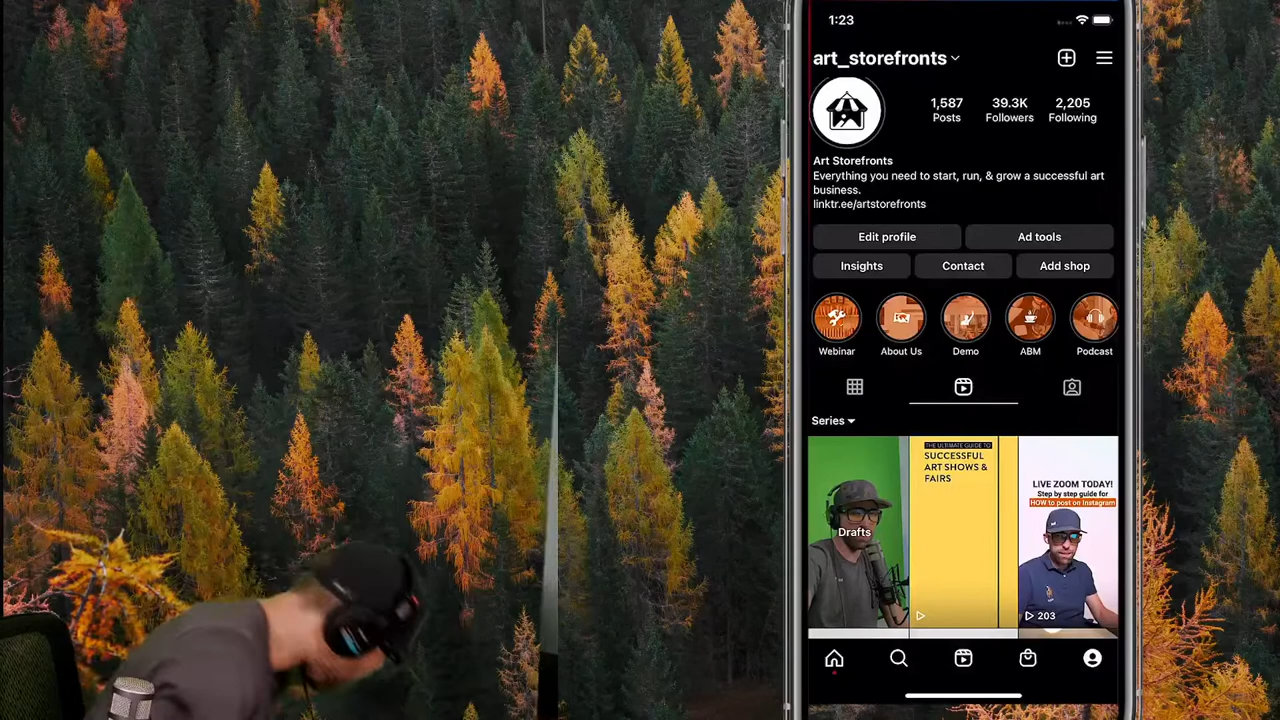 1:23
art_storefronts
1,587
Posts
39.3K
Followers
2,205
Following
Art Storefronts
Everything you need to start, run, & grow a successful art
business.
linktr.ee/artstorefronts
Edit profile
Ad tools
Insights
Contact
Add shop
Webinar
About Us
Demo
ABM
Podcast
Series
Drafts
THE ULTIMATE GUIDE TO
SUCCESSFUL
ART SHOWS &
FAIRS
LIVE ZOOM TODAY!
Step by step guide for
HOW to post on Instagram
203